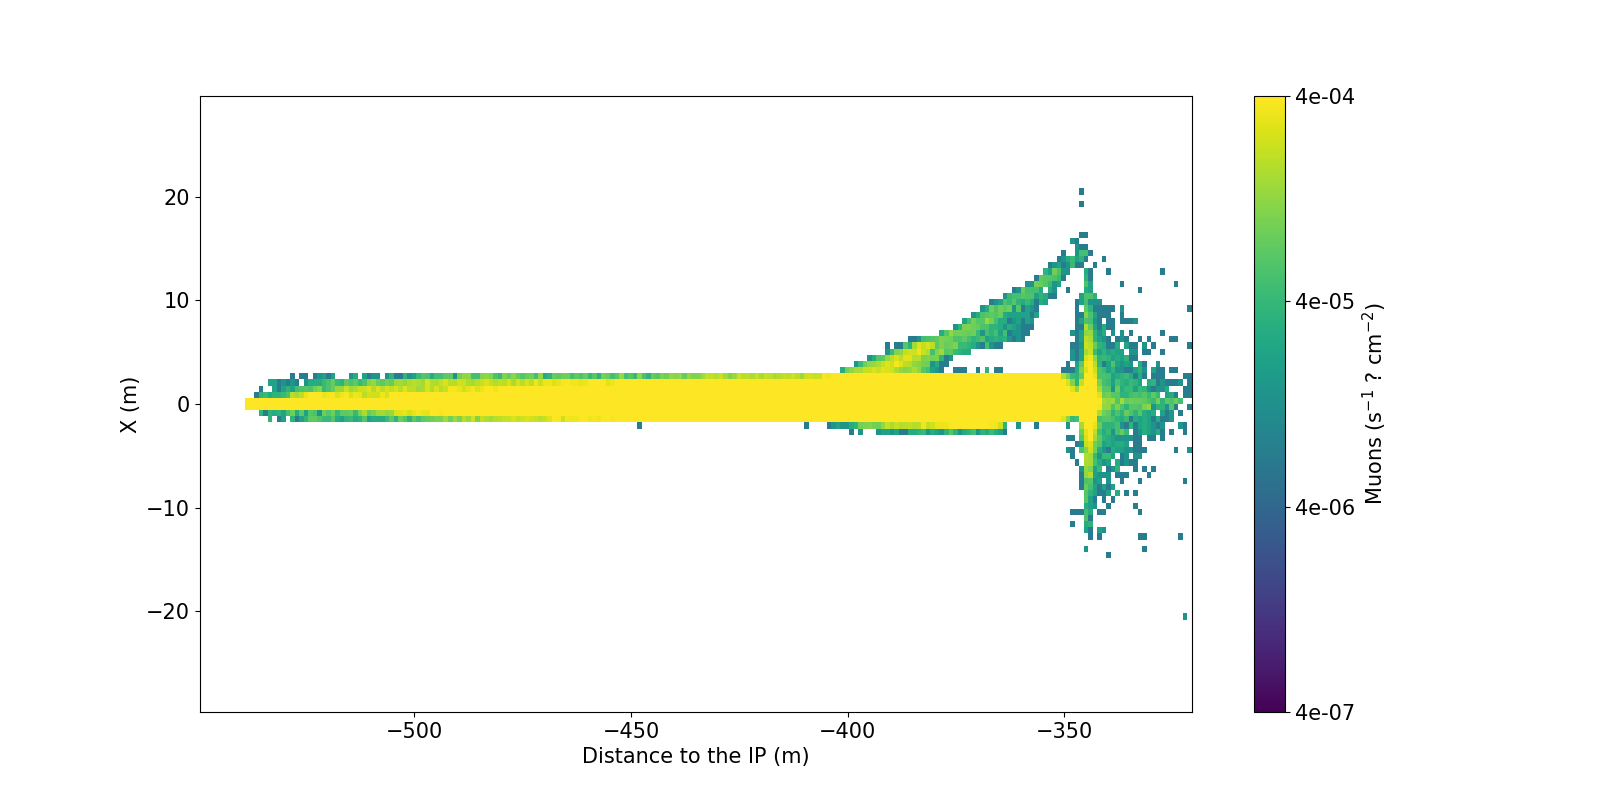 20
10
0
−10
−20
X (m)
−500
−450
−400
−350
Distance to the IP (m)
4e-04
4e-05
4e-06
4e-07
Muons (s⁻¹ ? cm⁻²)